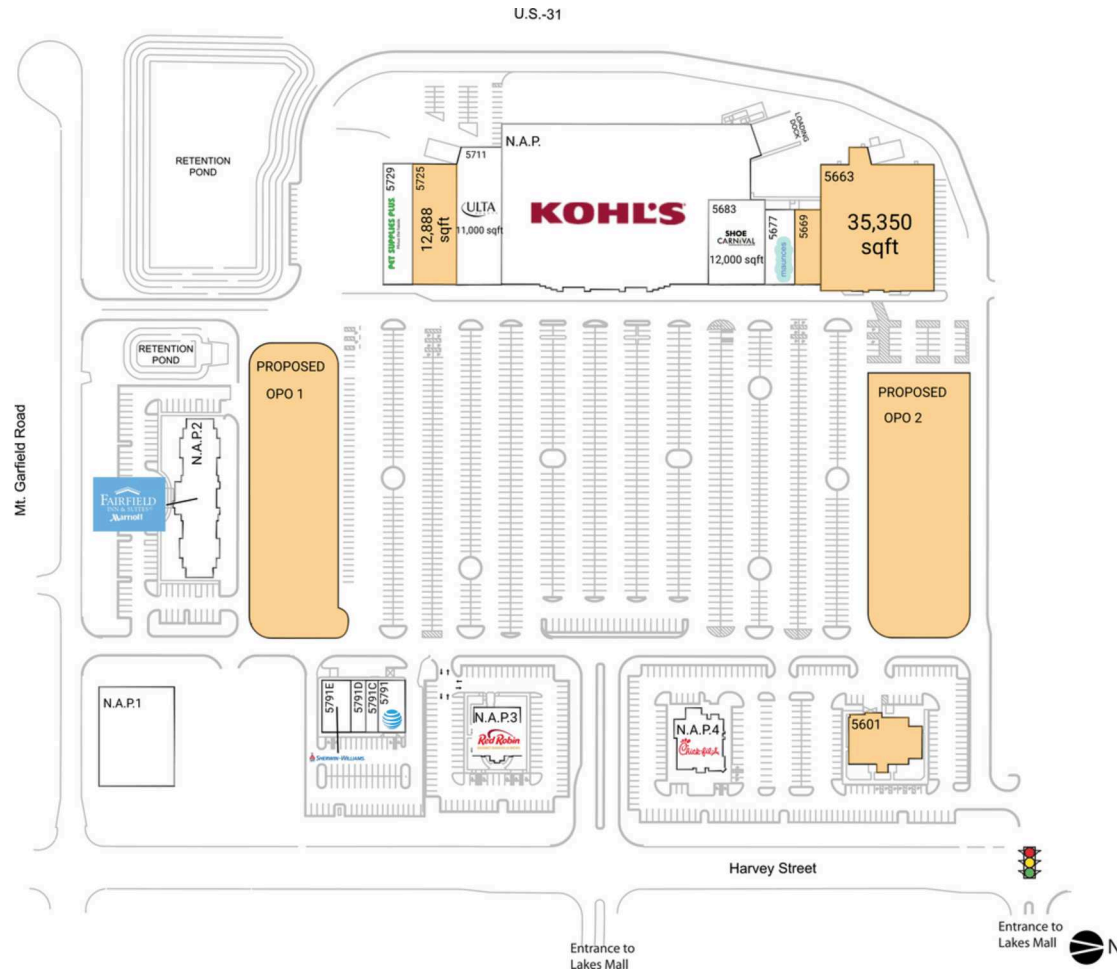 U.S.-31
RETENTION
POND
LOADING
DOCK
N.A.P.
5711
5729
PET SUPPLIES PLUS
5725
12,888
sqft
ULTA
11,000 sqft
KOHL'S
5683
SHOE
CARNIVAL
12,000 sqft
5677
maurices
5669
5663
35,350
sqft
RETENTION
POND
PROPOSED
OPO 1
PROPOSED
OPO 2
Mt. Garfield Road
N.A.P.2
FAIRFIELD
INN & SUITES
Marriott
N.A.P.1
5791E
5791D
5791C
5791
SHERWIN-WILLIAMS
N.A.P.3
Red Robin
N.A.P.4
Chick-fil-A
5601
Harvey Street
Entrance to
Lakes Mall
Entrance to
Lakes Mall
N